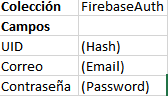 Colección FirebaseAuth
Campos
UID (Hash)
Correo (Email)
Contraseña (Password)